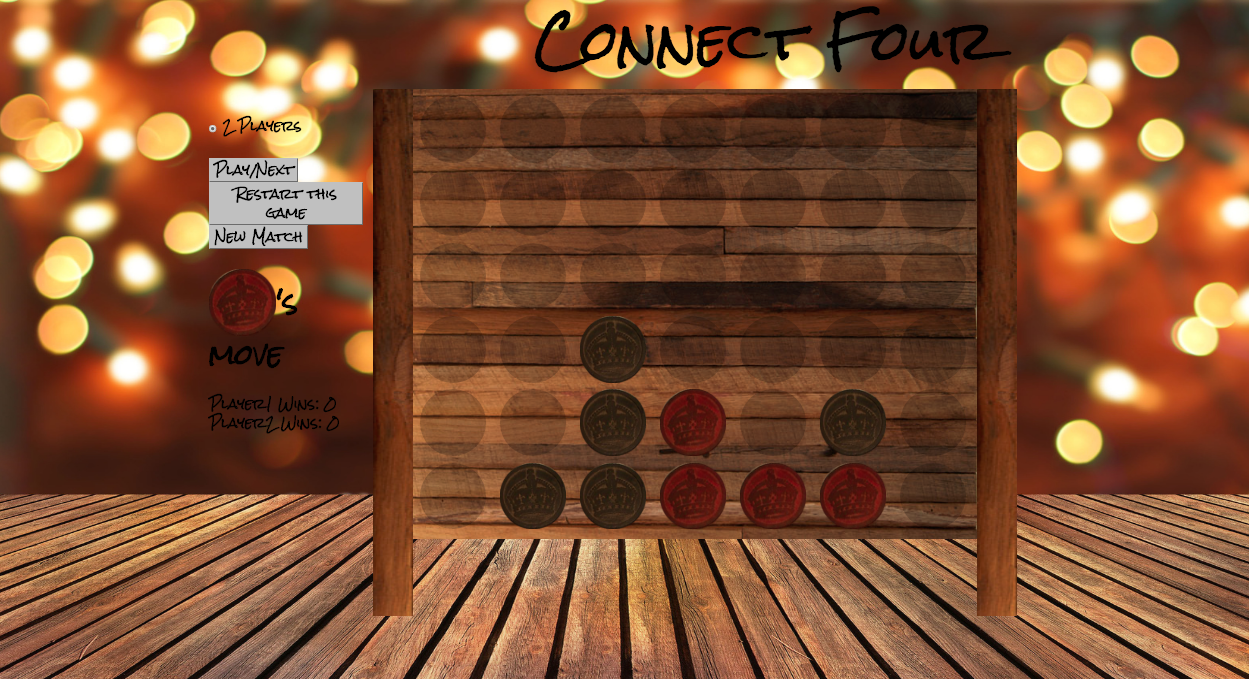 Connect Four
2 Players
Play/Next
Restart this
game
New Match
's
move
Player1 Wins: 0
Player2 Wins: 0